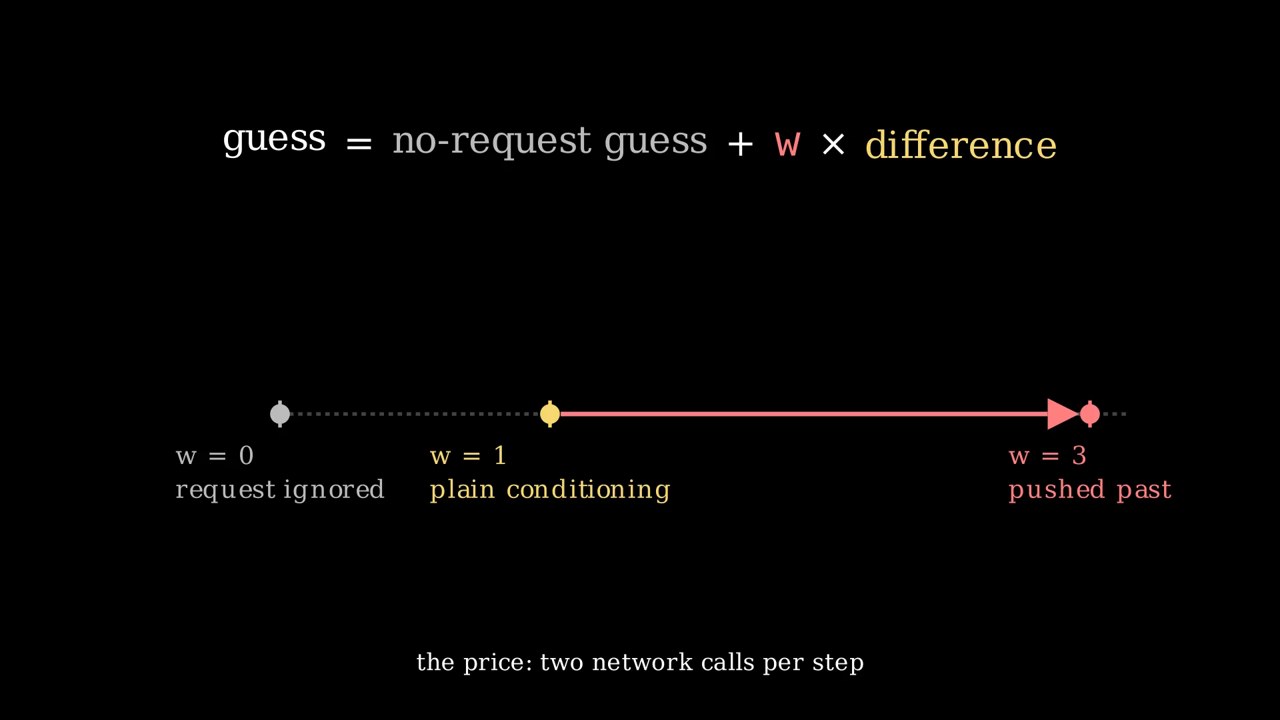 guess = no-request guess + w × difference
w = 0
request ignored
w = 1
plain conditioning
w = 3
pushed past
the price: two network calls per step